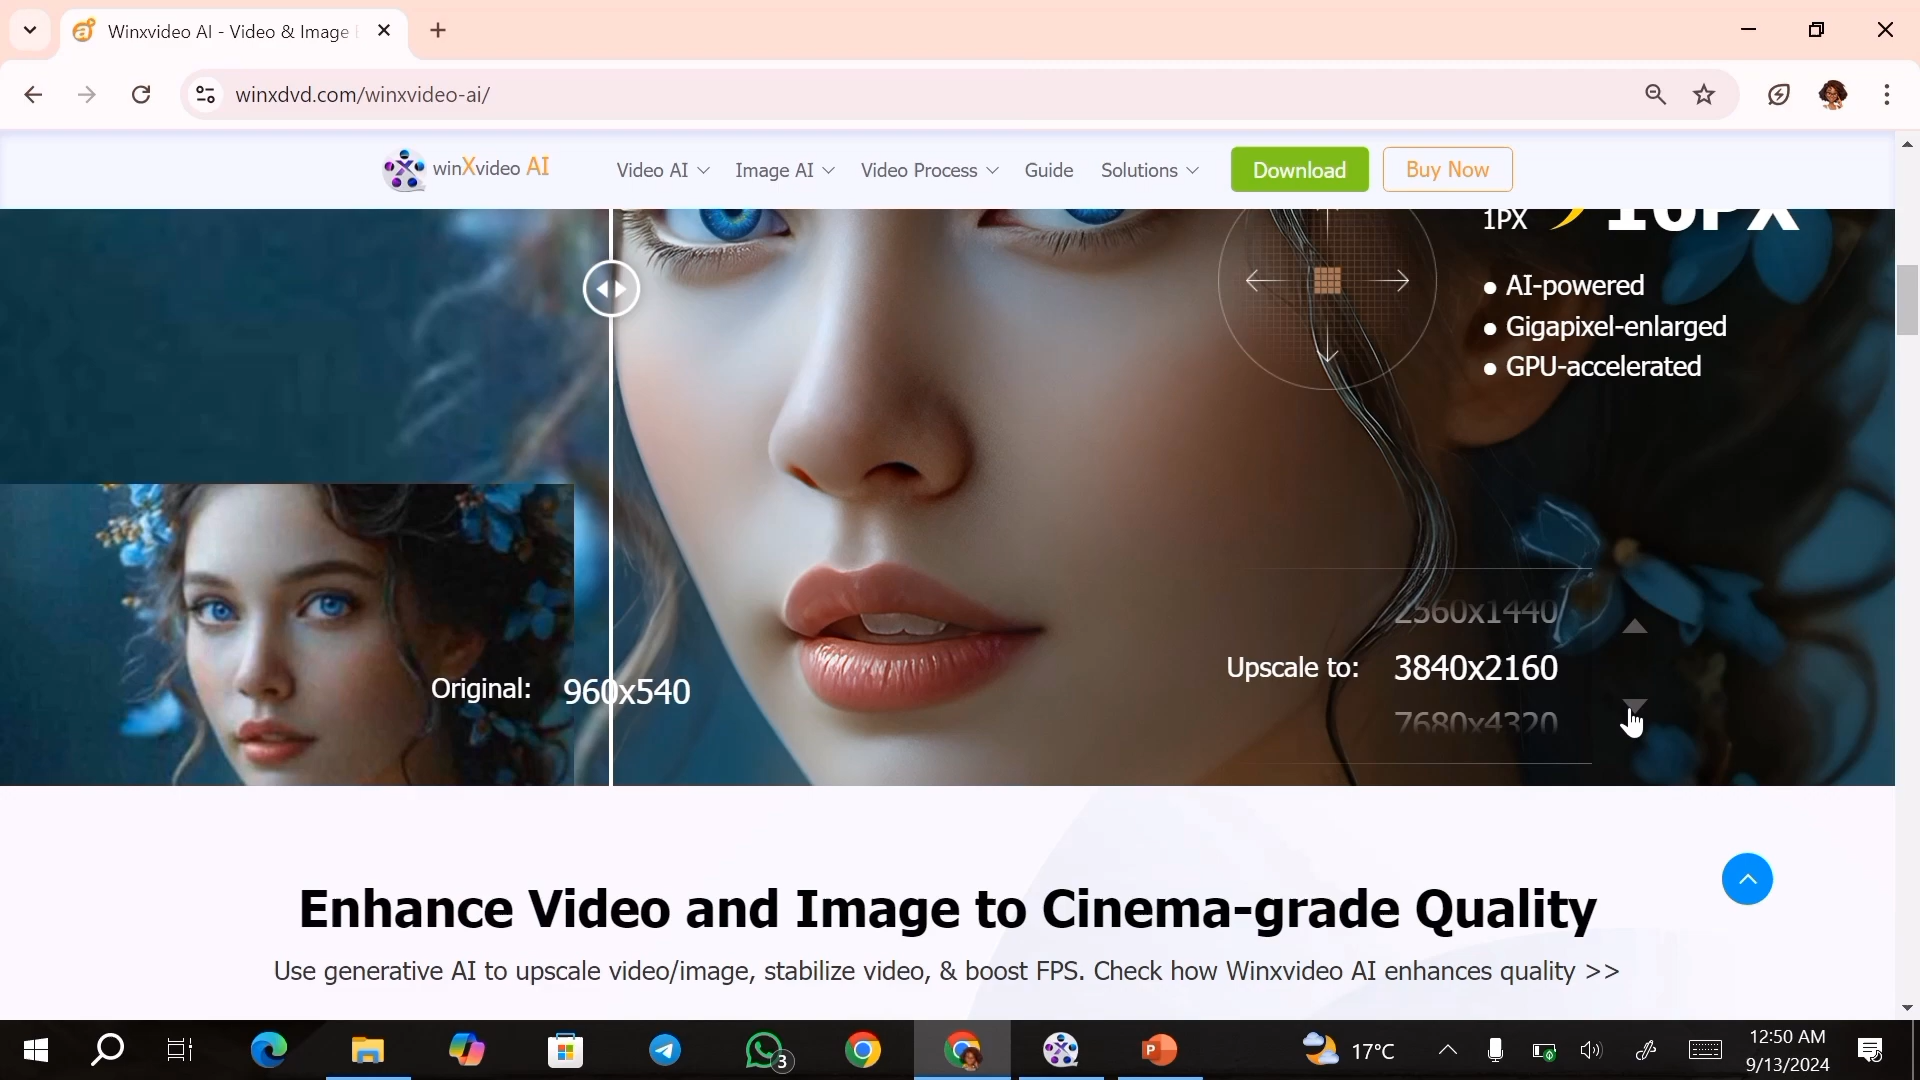 Winxvideo AI - Video & Image
winxdvd.com/winxvideo-ai/
winXvideo AI
Video AI
Image AI
Video Process
Guide
Solutions
Download
Buy Now
1PX
16PX
AI-powered
Gigapixel-enlarged
GPU-accelerated
2560x1440
Upscale to: 3840x2160
7680x4320
Original: 960x540
Enhance Video and Image to Cinema-grade Quality
Use generative AI to upscale video/image, stabilize video, & boost FPS. Check how Winxvideo AI enhances quality >>
3
17°C
12:50 AM
9/13/2024